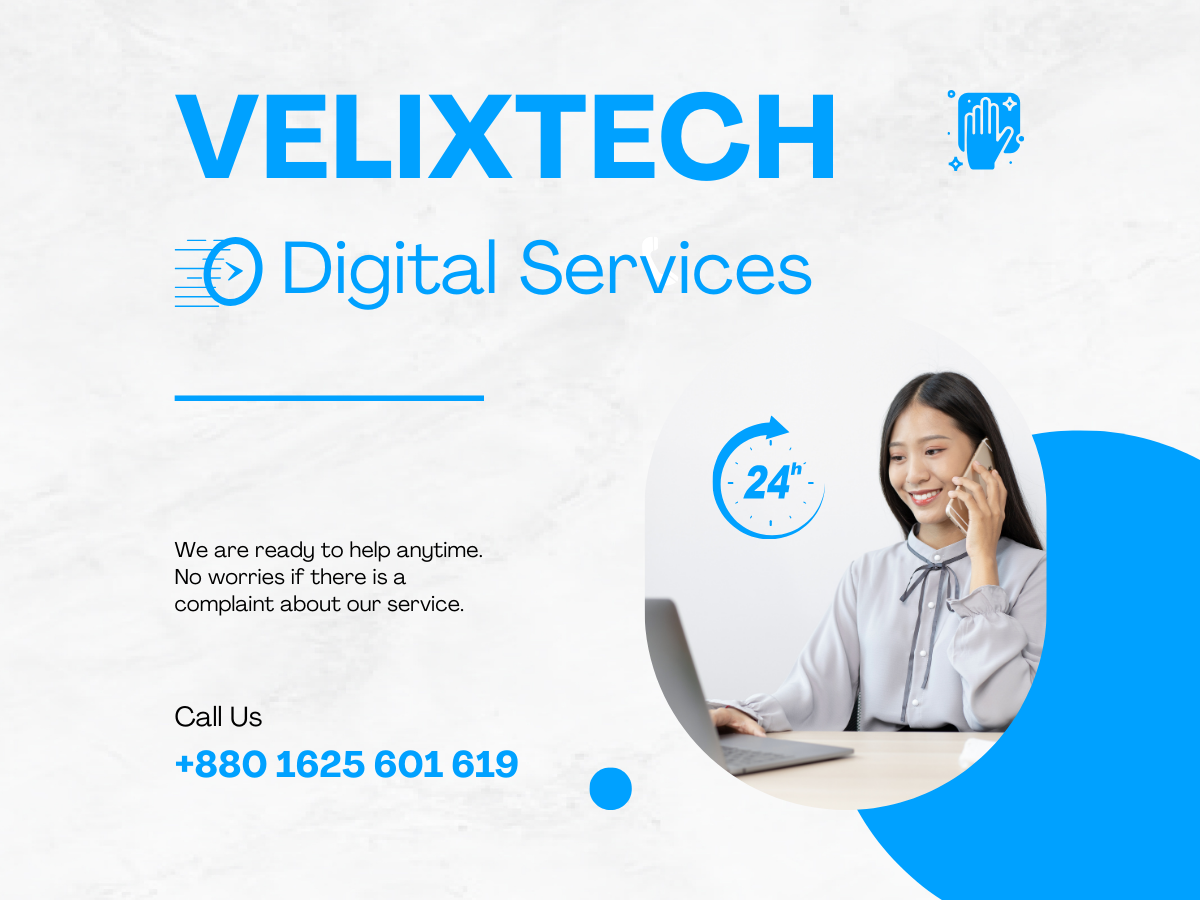 VELIXTECH
Digital Services
24h
We are ready to help anytime.
No worries if there is a
complaint about our service.
Call Us
+880 1625 601 619